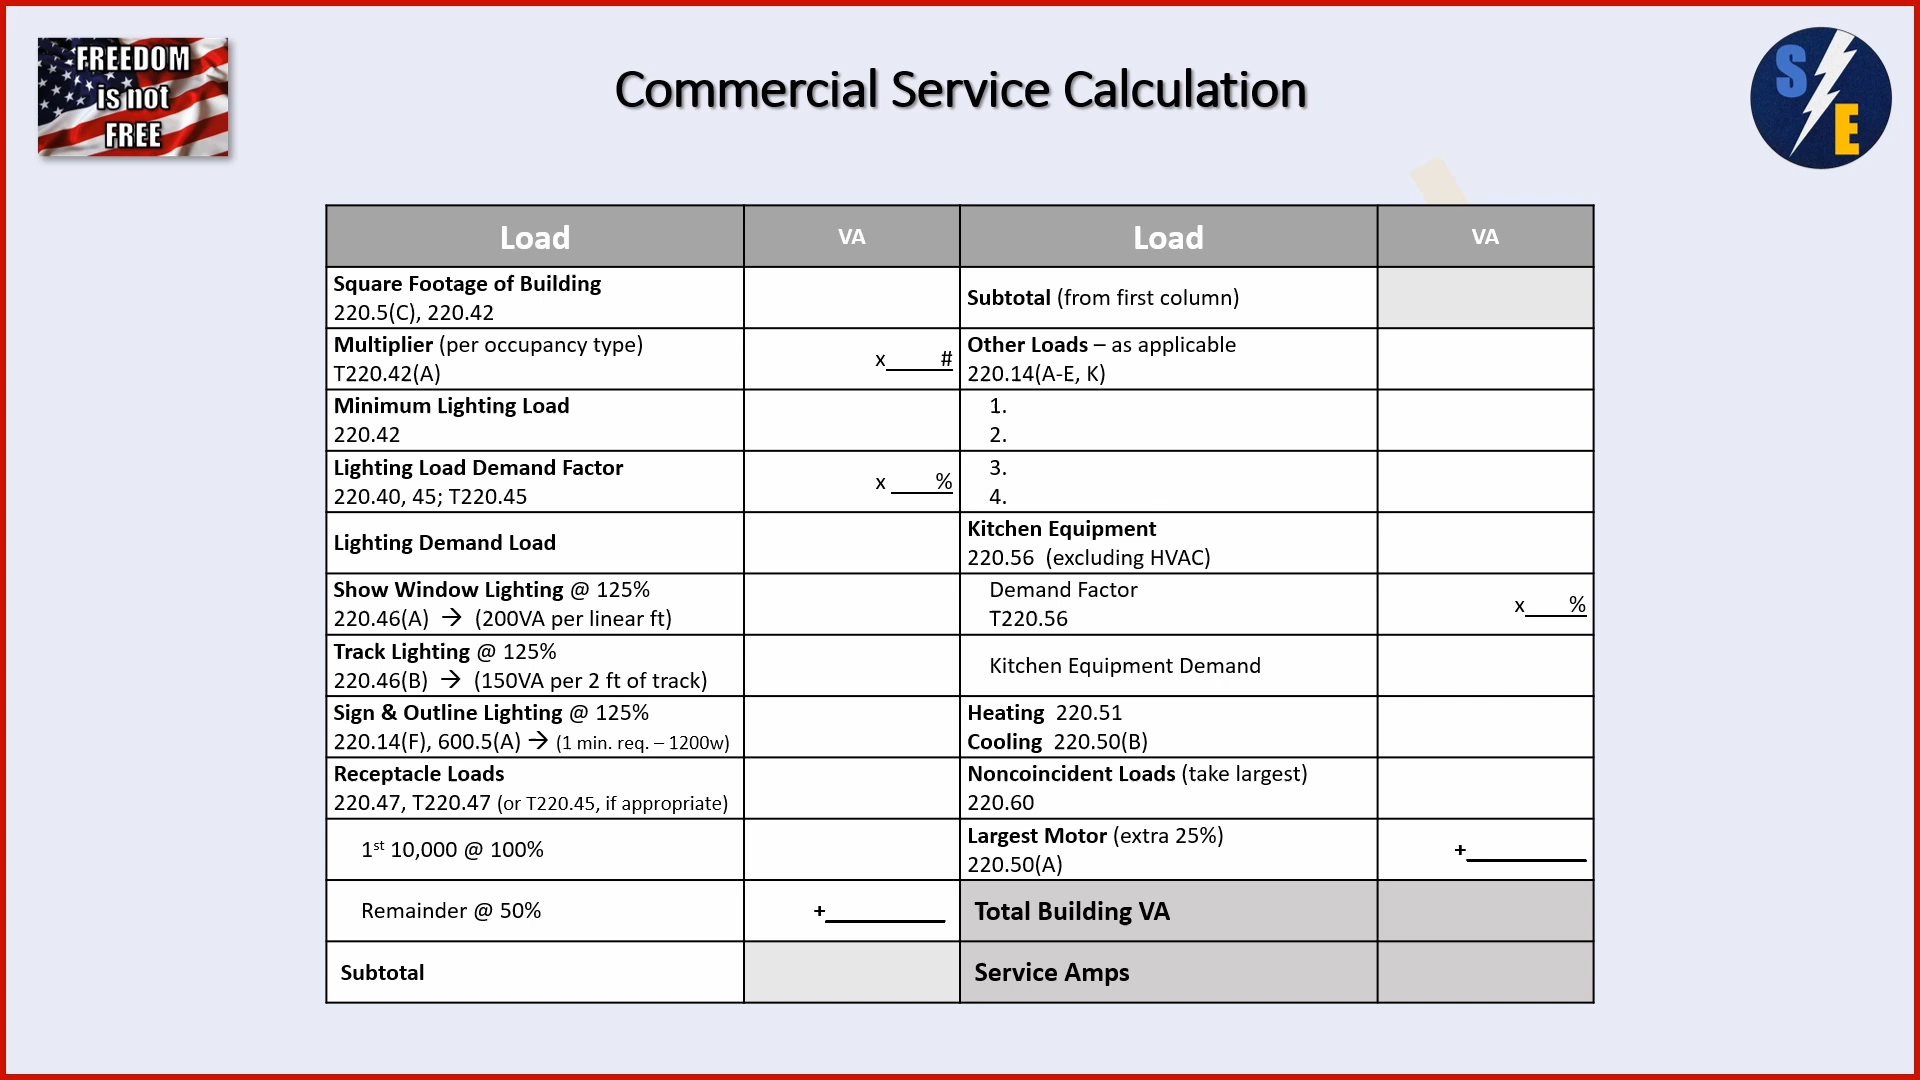 FREEDOM
is not
FREE
Commercial Service Calculation
S
E
Load
VA
Load
VA
Square Footage of Building
220.5(C), 220.42
Subtotal (from first column)
Multiplier (per occupancy type)
T220.42(A)
x_____#
Other Loads – as applicable
220.14(A-E, K)
Minimum Lighting Load
220.42
1.
2.
Lighting Load Demand Factor
220.40, 45; T220.45
x ____%
3.
4.
Lighting Demand Load
Kitchen Equipment
220.56 (excluding HVAC)
Show Window Lighting @ 125%
220.46(A) → (200VA per linear ft)
Demand Factor
T220.56
x____%
Track Lighting @ 125%
220.46(B) → (150VA per 2 ft of track)
Kitchen Equipment Demand
Sign & Outline Lighting @ 125%
220.14(F), 600.5(A) → (1 min. req. – 1200w)
Heating 220.51
Cooling 220.50(B)
Receptacle Loads
220.47, T220.47 (or T220.45, if appropriate)
Noncoincident Loads (take largest)
220.60
1st 10,000 @ 100%
Largest Motor (extra 25%)
220.50(A)
+___________
Remainder @ 50%
+___________
Total Building VA
Subtotal
Service Amps